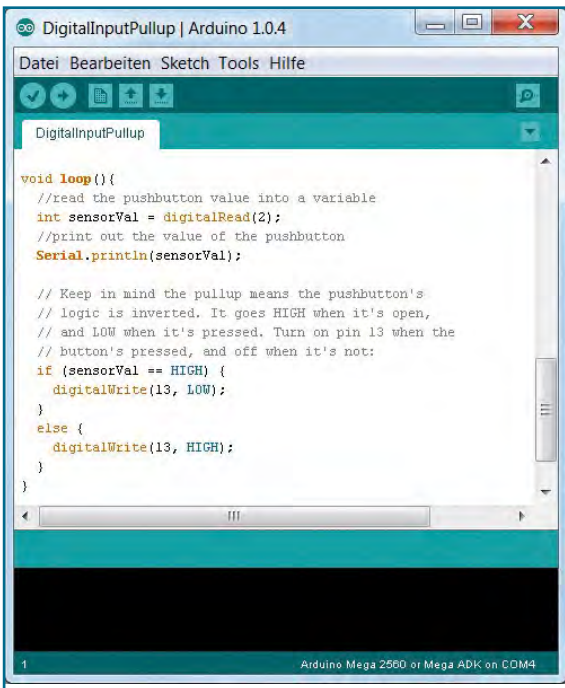 DigitalInputPullup | Arduino 1.0.4
Datei Bearbeiten Sketch Tools Hilfe
DigitalInputPullup
void loop(){
//read the pushbutton value into a variable
int sensorVal = digitalRead(2);
//print out the value of the pushbutton
Serial.println(sensorVal);
// Keep in mind the pullup means the pushbutton's
// logic is inverted. It goes HIGH when it's open,
// and LOW when it's pressed. Turn on pin 13 when the
// button's pressed, and off when it's not:
if (sensorVal == HIGH) {
digitalWrite(13, LOW);
}
else {
digitalWrite(13, HIGH);
}
}
1 Arduino Mega 2560 or Mega ADK on COM4